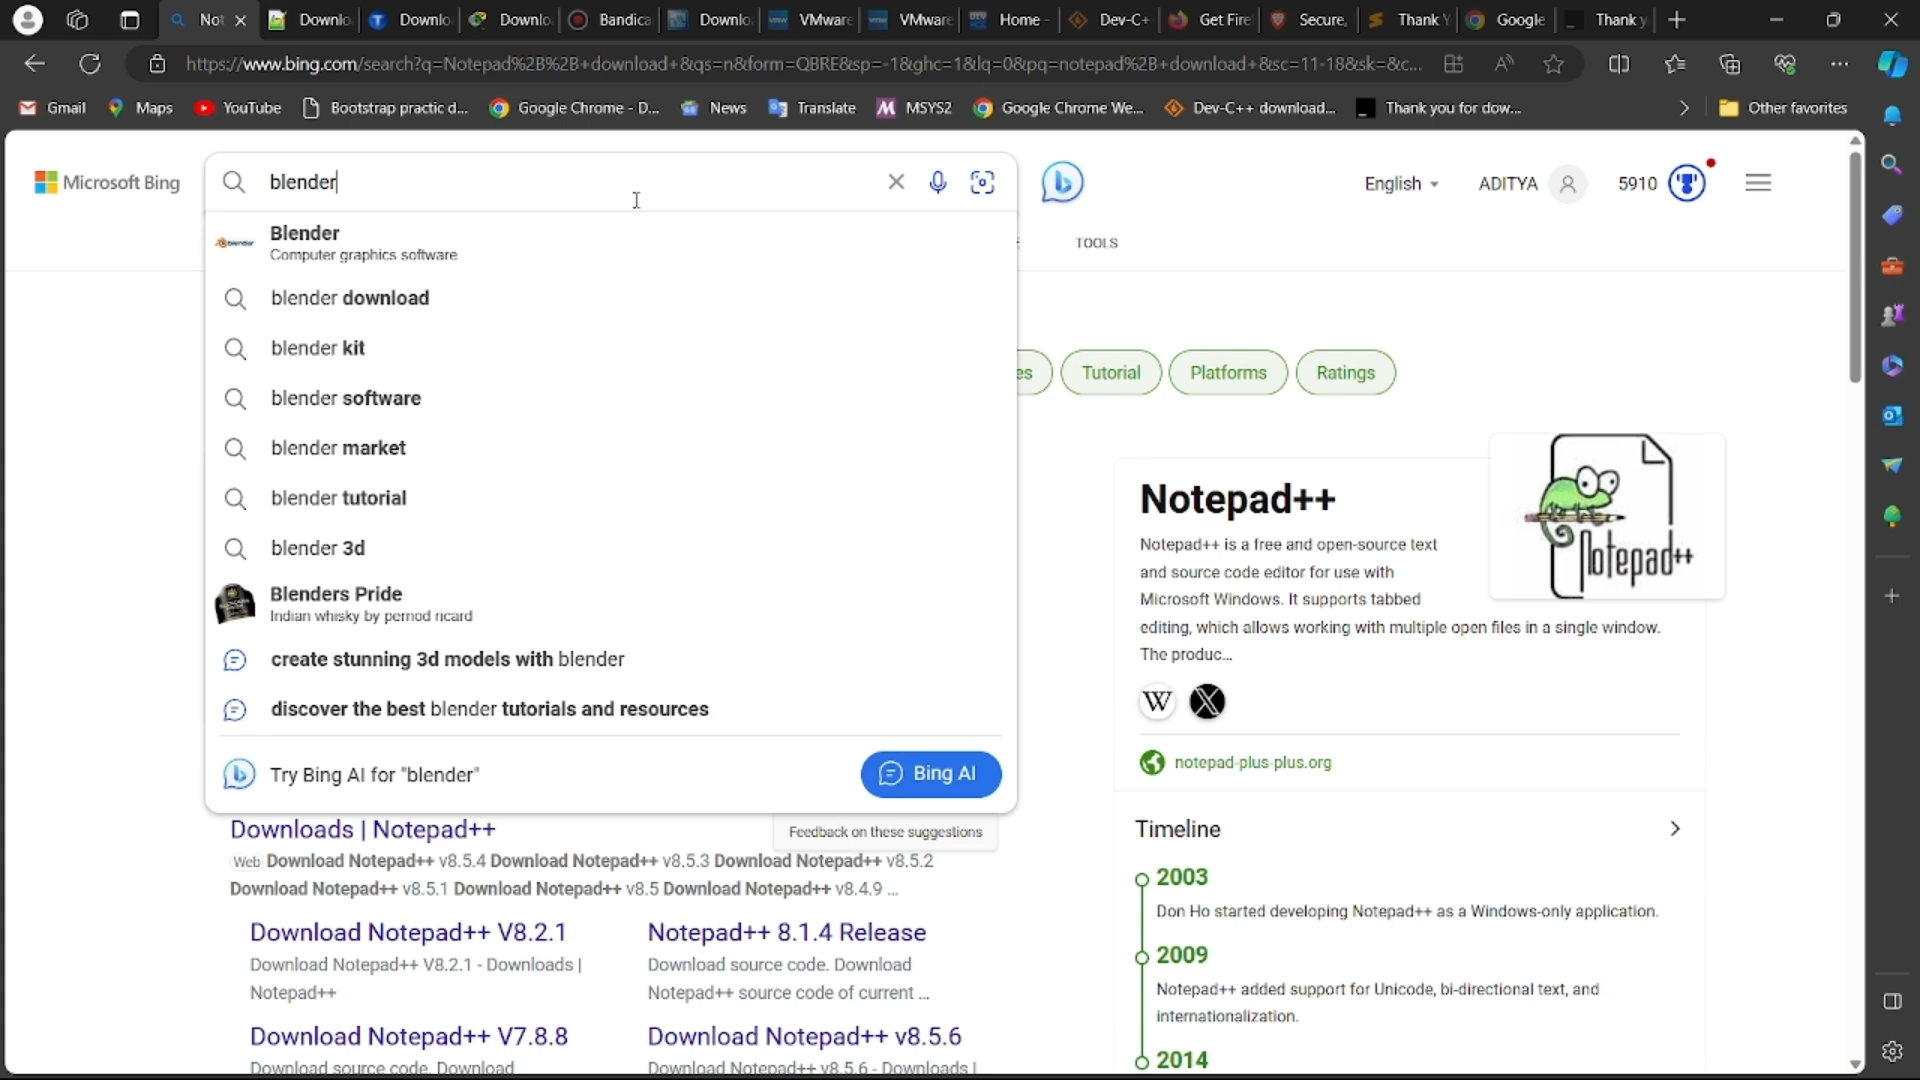 Not
Downlo
Downlo
Downlo
Bandica
Downlo
VMware
VMware
Home -
Dev-C+
Get Fire
Secure,
Thank Y
Google
Thank y
https://www.bing.com/search?q=Notepad%2B%2B+download+&qs=n&form=QBRE&sp=-1&ghc=1&lq=0&pq=notepad%2B+download+&sc=11-18&sk=&c...
Gmail
Maps
YouTube
Bootstrap practic d...
Google Chrome - D...
News
Translate
MSYS2
Google Chrome We...
Dev-C++ download...
Thank you for dow...
Other favorites
Microsoft Bing
blender
English
ADITYA
5910
TOOLS
Blender
Computer graphics software
blender download
blender kit
blender software
blender market
blender tutorial
blender 3d
Blenders Pride
Indian whisky by pernod ricard
create stunning 3d models with blender
discover the best blender tutorials and resources
Try Bing AI for "blender"
Bing AI
Feedback on these suggestions
es
Tutorial
Platforms
Ratings
Downloads | Notepad++
Web Download Notepad++ v8.5.4 Download Notepad++ v8.5.3 Download Notepad++ v8.5.2
Download Notepad++ v8.5.1 Download Notepad++ v8.5 Download Notepad++ v8.4.9 ...
Download Notepad++ V8.2.1
Download Notepad++ V8.2.1 - Downloads |
Notepad++
Notepad++ 8.1.4 Release
Download source code. Download
Notepad++ source code of current ...
Download Notepad++ V7.8.8
Download source code. Download
Download Notepad++ v8.5.6
Download Notepad++ v8.5.6 - Downloads |
Notepad++
Notepad++
Notepad++ is a free and open-source text
and source code editor for use with
Microsoft Windows. It supports tabbed
editing, which allows working with multiple open files in a single window.
The produc...
W
notepad-plus-plus.org
Timeline
2003
Don Ho started developing Notepad++ as a Windows-only application.
2009
Notepad++ added support for Unicode, bi-directional text, and
internationalization.
2014